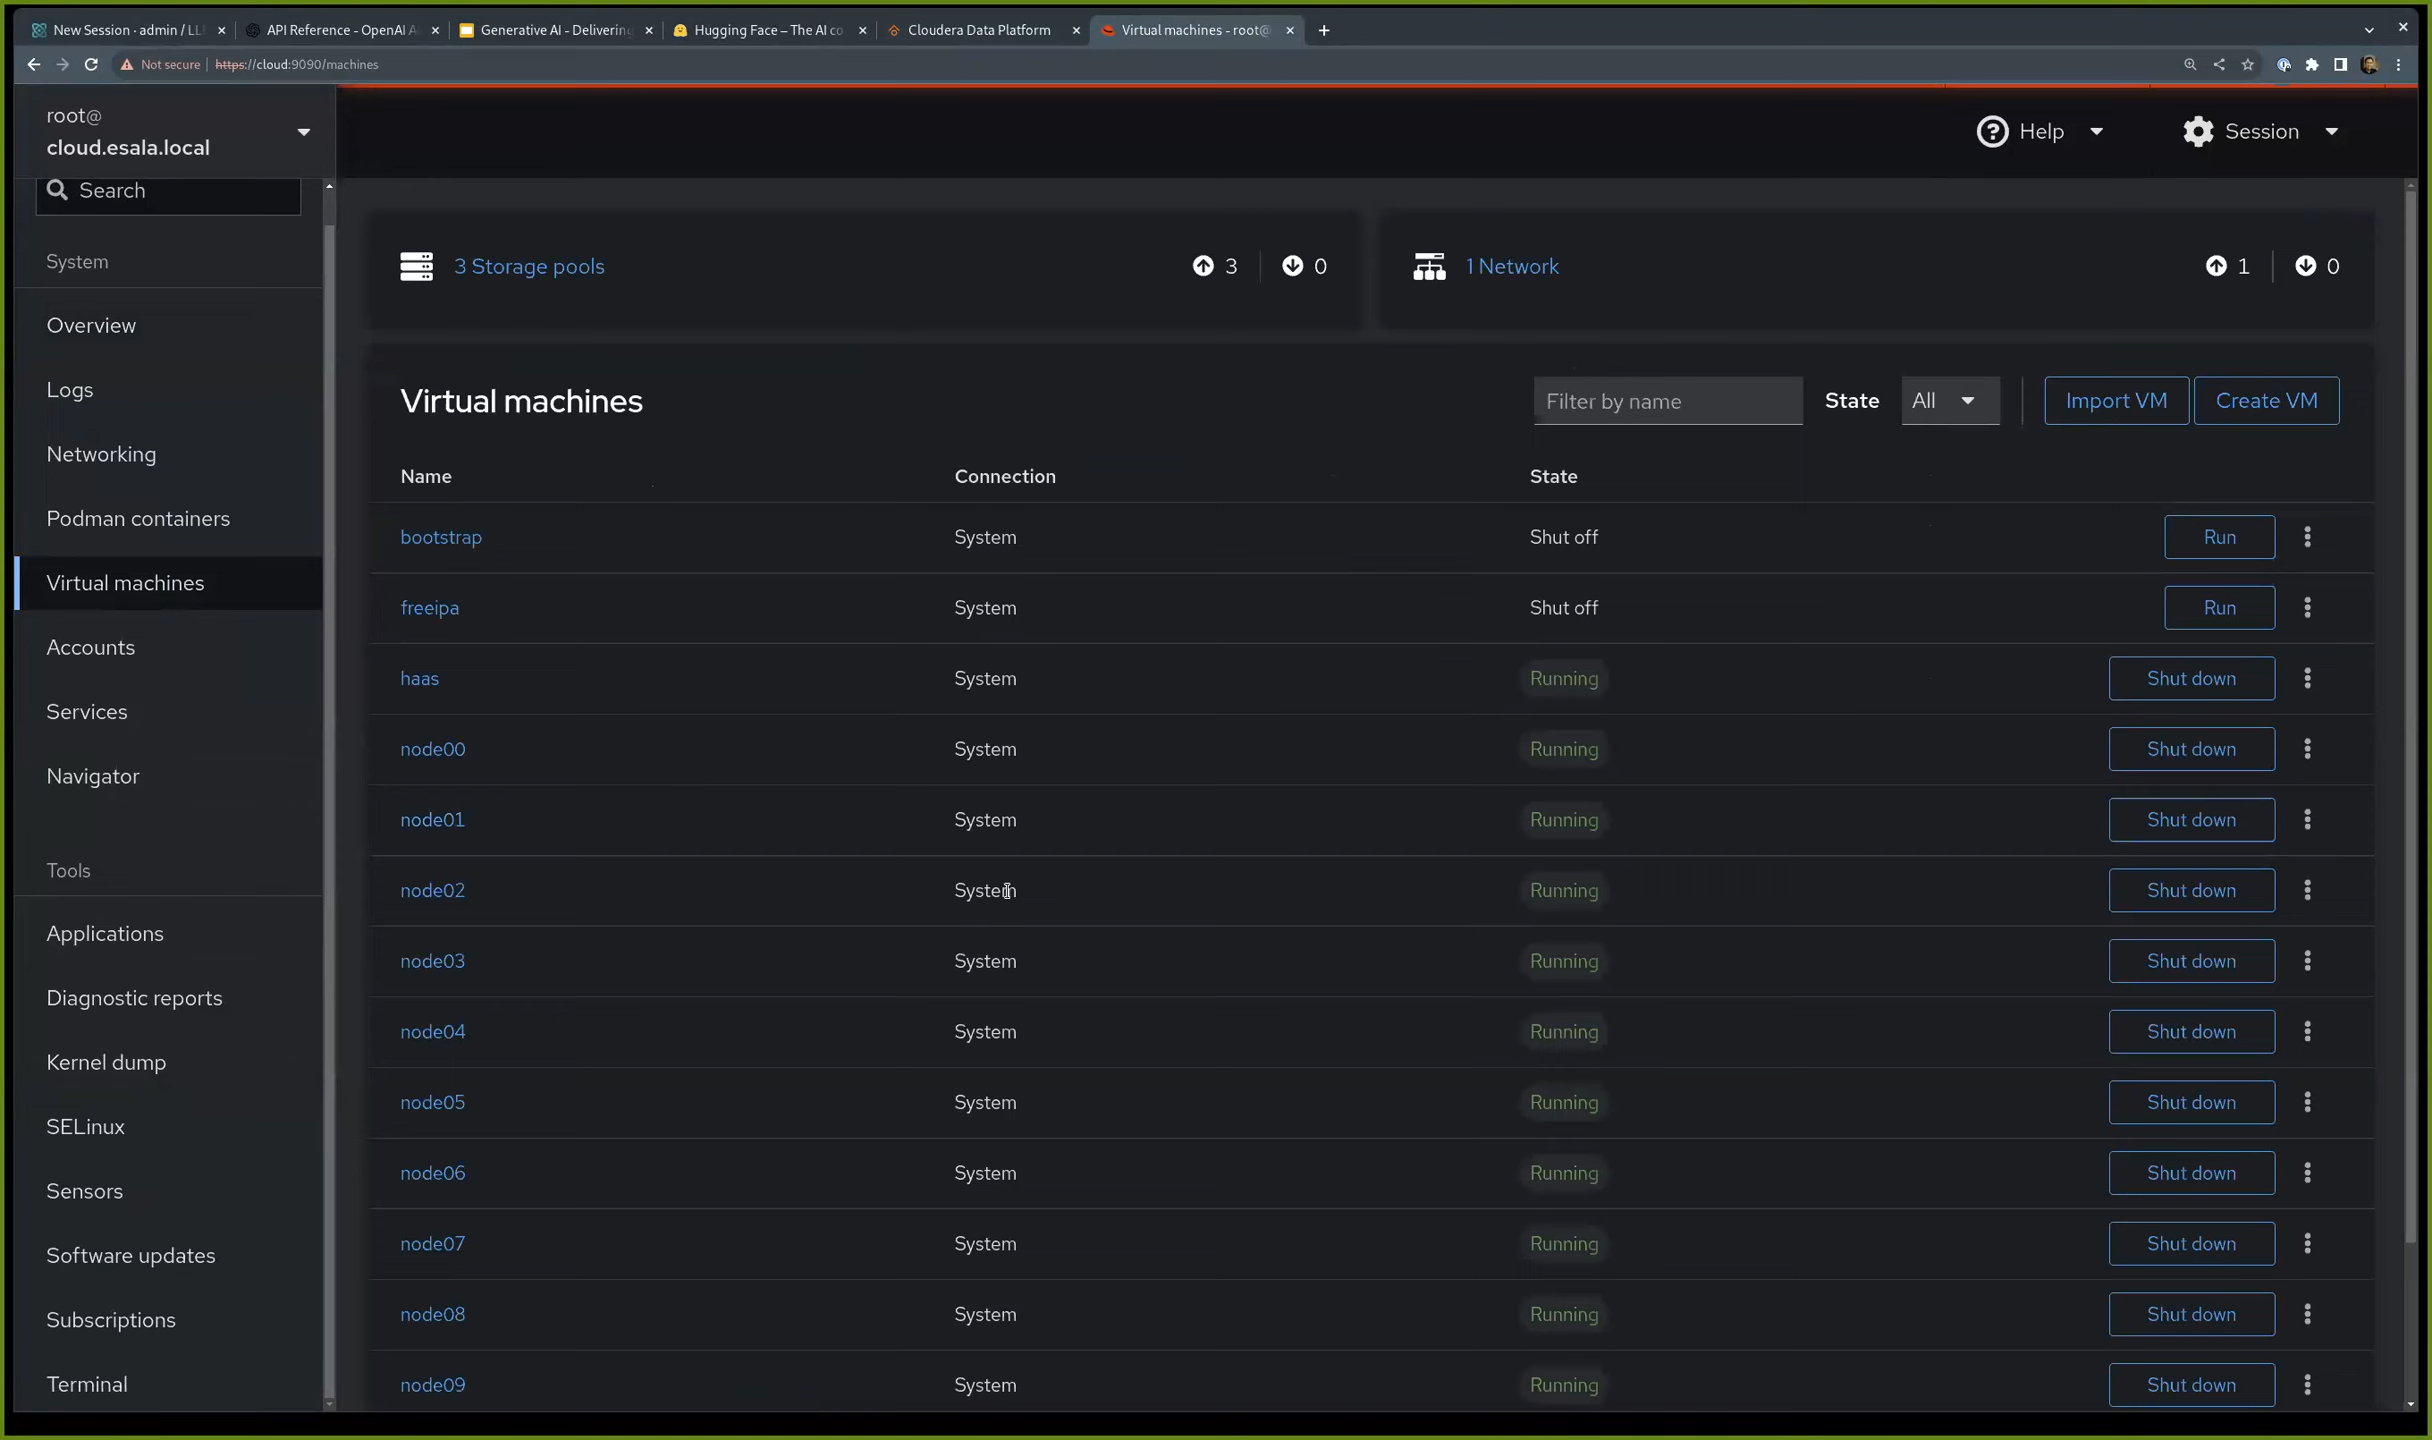 New Session · admin / LL
API Reference - OpenAI A
Generative AI - Delivering
Hugging Face – The AI co
Cloudera Data Platform
Virtual machines - root@
Not secure | https://cloud:9090/machines
root@
cloud.esala.local
Help
Session
Search
System
Overview
Logs
Networking
Podman containers
Virtual machines
Accounts
Services
Navigator
Tools
Applications
Diagnostic reports
Kernel dump
SELinux
Sensors
Software updates
Subscriptions
Terminal
3 Storage pools 3 0
1 Network 1 0
Virtual machines
Filter by name State All Import VM Create VM
Name Connection State
bootstrap System Shut off Run
freeipa System Shut off Run
haas System Running Shut down
node00 System Running Shut down
node01 System Running Shut down
node02 System Running Shut down
node03 System Running Shut down
node04 System Running Shut down
node05 System Running Shut down
node06 System Running Shut down
node07 System Running Shut down
node08 System Running Shut down
node09 System Running Shut down